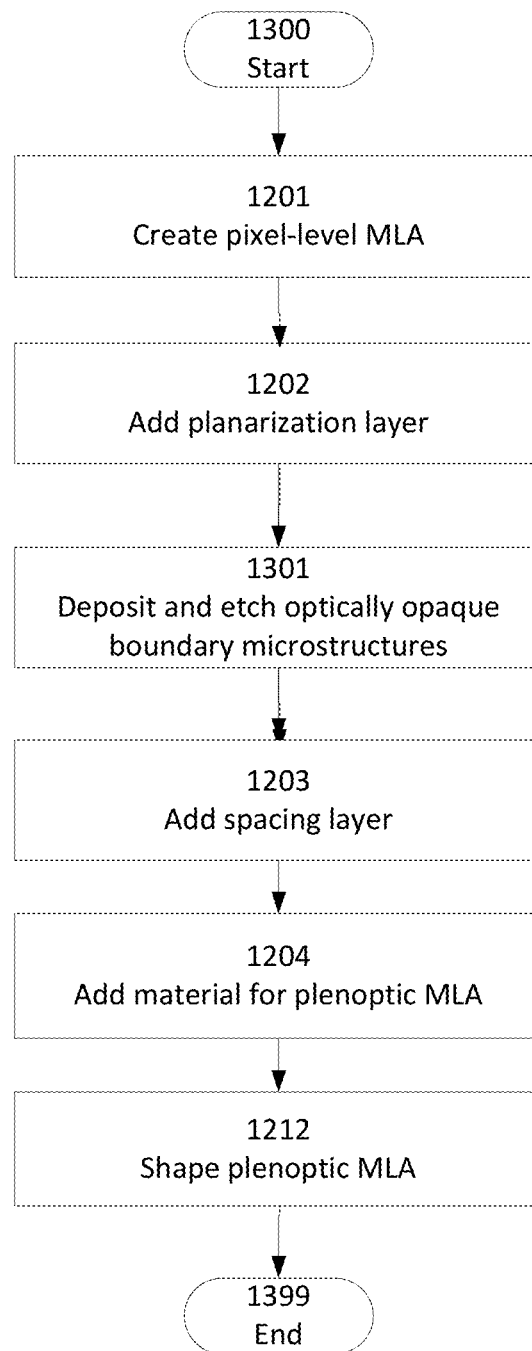 1300
Start
1201
Create pixel-level MLA
1202
Add planarization layer
1301
Deposit and etch optically opaque
boundary microstructures
1203
Add spacing layer
1204
Add material for plenoptic MLA
1212
Shape plenoptic MLA
1399
End